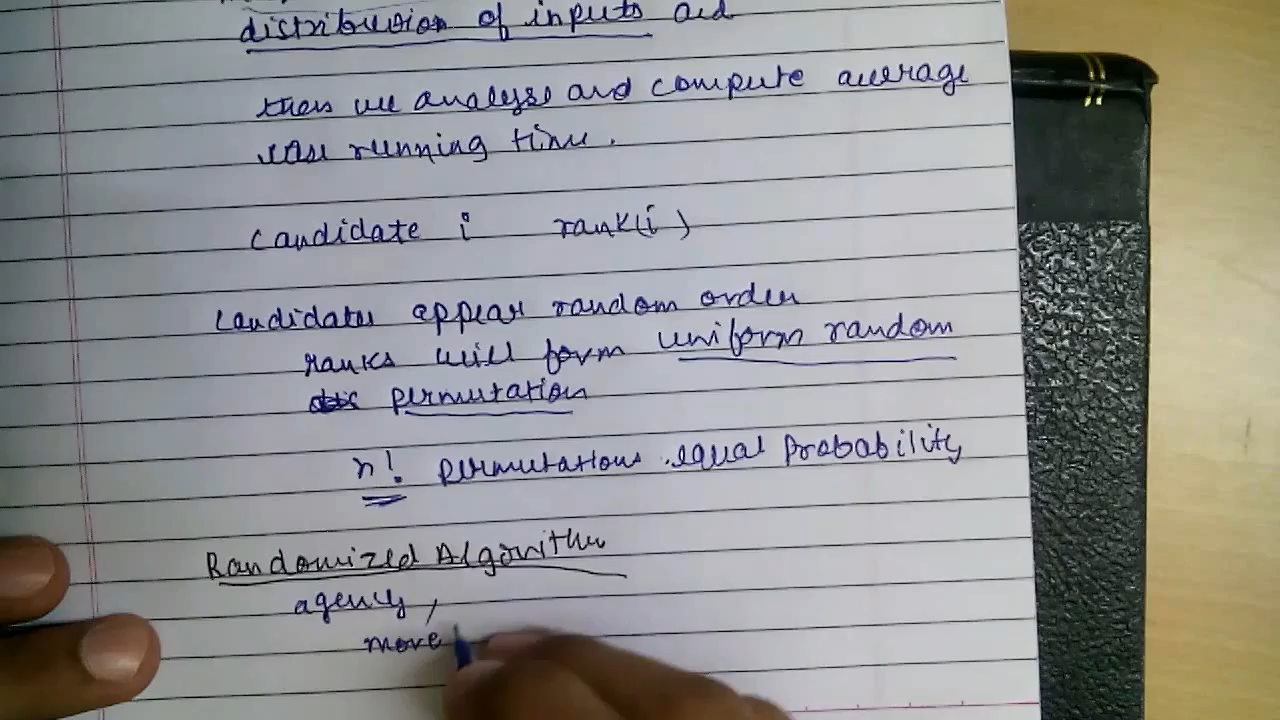 distribution of inputs and
then we analyse and compute average
case running time.
candidate i rank(i)
candidates appear random order
ranks will form uniform random
permutation
n! permutations equal Probability
Randomized Algorithm
agency,
more